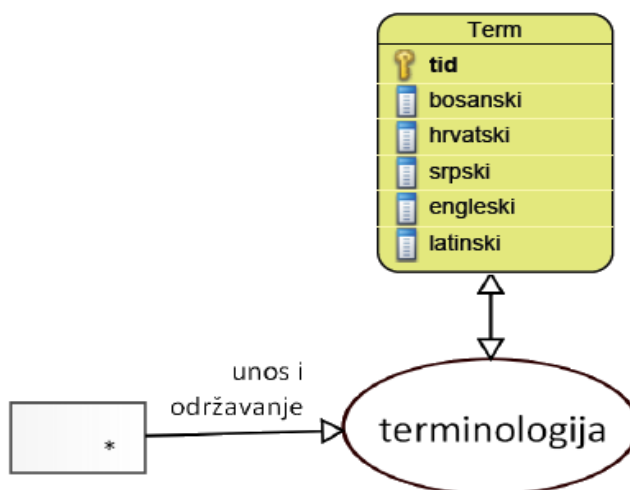 Term
tid
bosanski
hrvatski
srpski
engleski
latinski
unos i
održavanje
terminologija
*